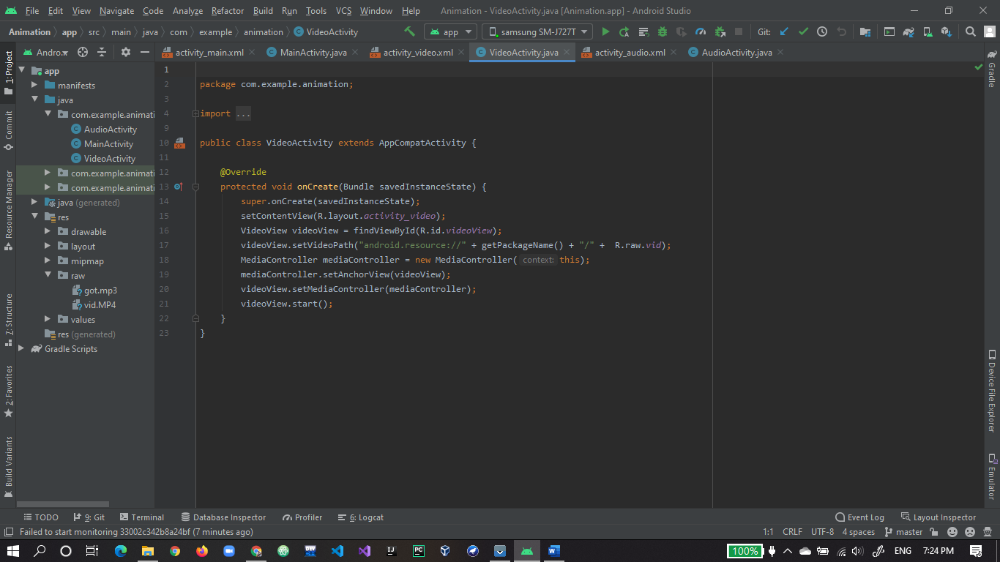 File Edit View Navigate Code Analyze Refactor Build Run Tools VCS Window Help Animation - VideoActivity.java [Animation.app] - Android Studio
Animation app src main java com example animation VideoActivity app samsung SM-J727T Git:
Andro.. activity_main.xml MainActivity.java activity_video.xml VideoActivity.java activity_audio.xml AudioActivity.java
1: Project
Commit
Resource Manager
7: Structure
2: Favorites
Build Variants
app
manifests
java
com.example.animati
AudioActivity
MainActivity
VideoActivity
com.example.animati
com.example.animati
java (generated)
res
drawable
layout
mipmap
raw
got.mp3
vid.MP4
values
res (generated)
Gradle Scripts
1
2 package com.example.animation;
3
4 import ...
9
10 public class VideoActivity extends AppCompatActivity {
11
12 @Override
13 protected void onCreate(Bundle savedInstanceState) {
14 super.onCreate(savedInstanceState);
15 setContentView(R.layout.activity_video);
16 VideoView videoView = findViewById(R.id.videoView);
17 videoView.setVideoPath("android.resource://" + getPackageName() + "/" +  R.raw.vid);
18 MediaController mediaController = new MediaController( context: this);
19 mediaController.setAnchorView(videoView);
20 videoView.setMediaController(mediaController);
21 videoView.start();
22 }
23 }
Gradle
Device File Explorer
Emulator
TODO 9: Git Terminal Database Inspector Profiler 6: Logcat Event Log Layout Inspector
Failed to start monitoring 33002c342b8a24bf (7 minutes ago) 1:1 CRLF UTF-8 4 spaces master
DEV IJ PC W 100% ENG 7:24 PM